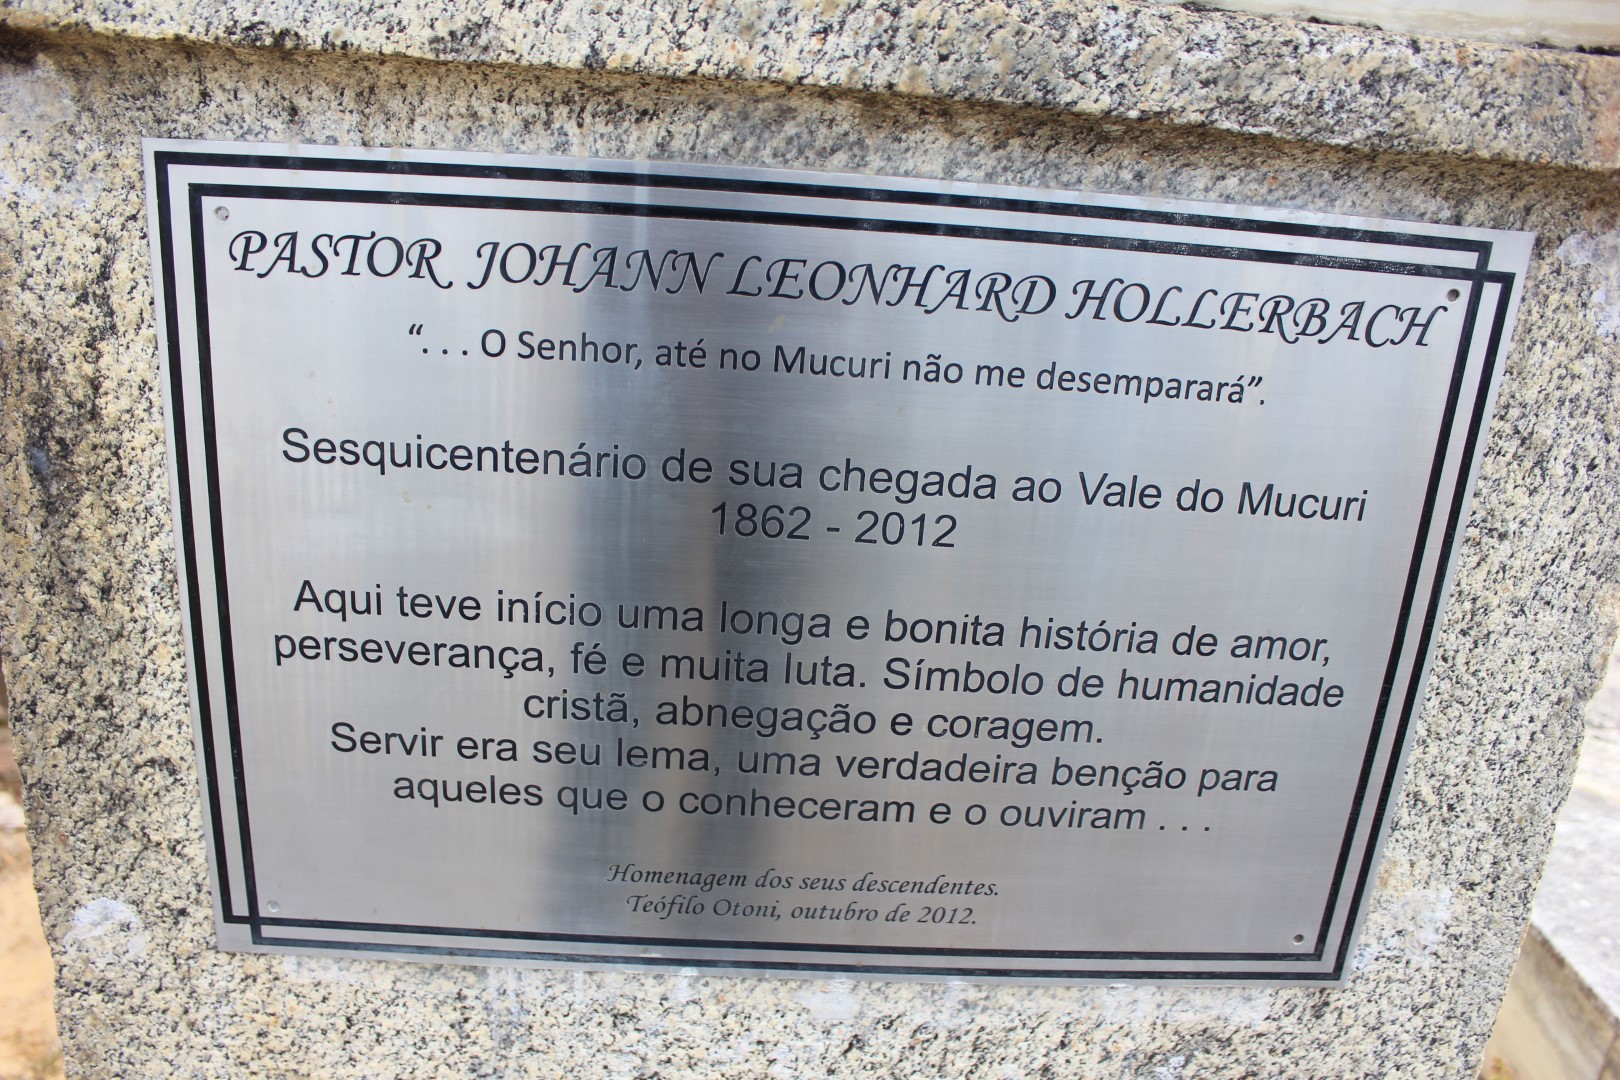 PASTOR JOHANN LEONHARD HOLLERBACH
“. . . O Senhor, até no Mucuri não me desemparará”.
Sesquicentenário de sua chegada ao Vale do Mucuri
1862 - 2012
Aqui teve início uma longa e bonita história de amor,
perseverança, fé e muita luta. Símbolo de humanidade
cristã, abnegação e coragem.
Servir era seu lema, uma verdadeira benção para
aqueles que o conheceram e o ouviram . . .
Homenagem dos seus descendentes.
Teófilo Otoni, outubro de 2012.